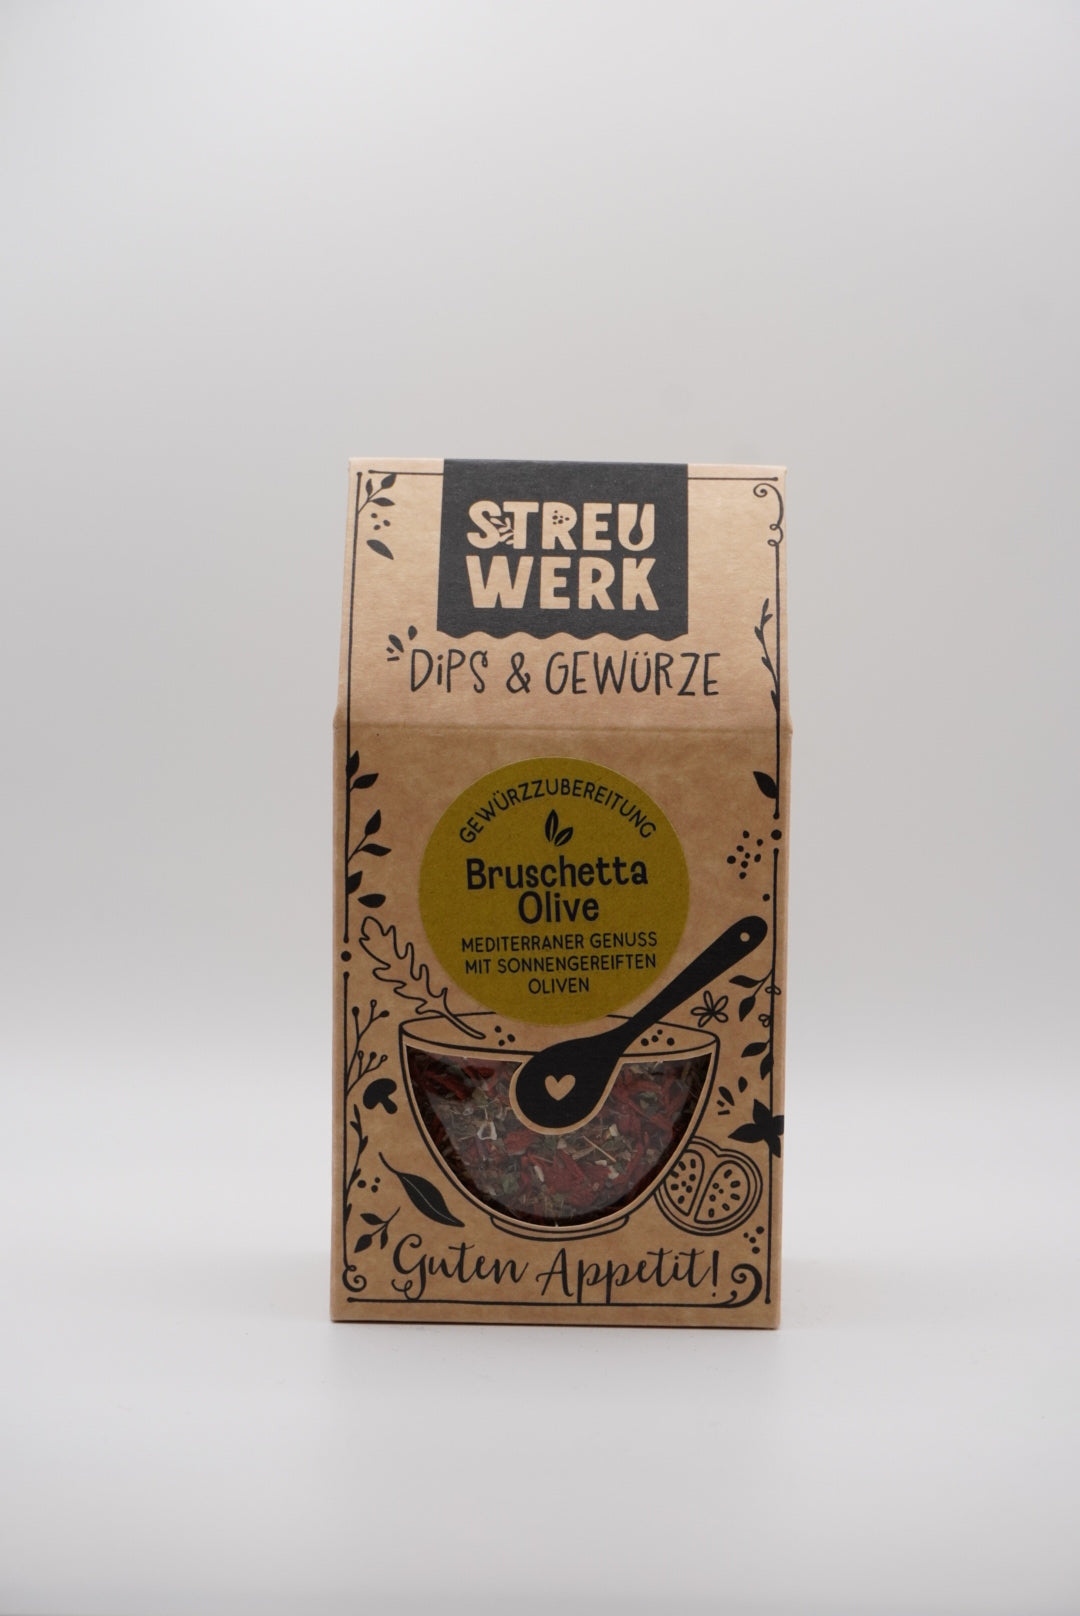 STREU
WERK
DiPS & GEWÜRZE
GEWÜRZZUBEREITUNG
Bruschetta
Olive
MEDITERRANER GENUSS
MIT SONNENGEREIFTEN
OLIVEN
Guten Appetit!